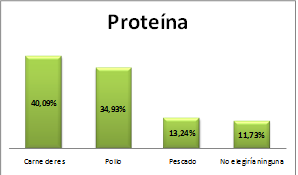 Proteína
40,09%
34,93%
13,24%
11,73%
Carne de res Pollo Pescado No elegiría ninguna